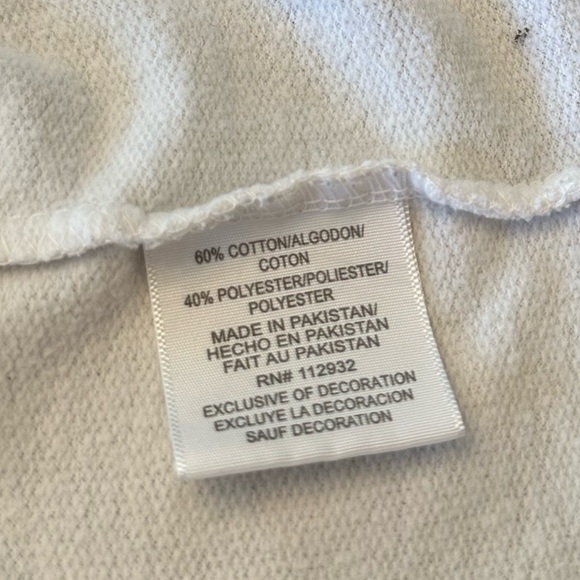 60% COTTON/ALGODON/
COTON
40% POLYESTER/POLIESTER/
POLYESTER
MADE IN PAKISTAN/
HECHO EN PAKISTAN
FAIT AU PAKISTAN
RN# 112932
EXCLUSIVE OF DECORATION
EXCLUYE LA DECORACION
SAUF DECORATION